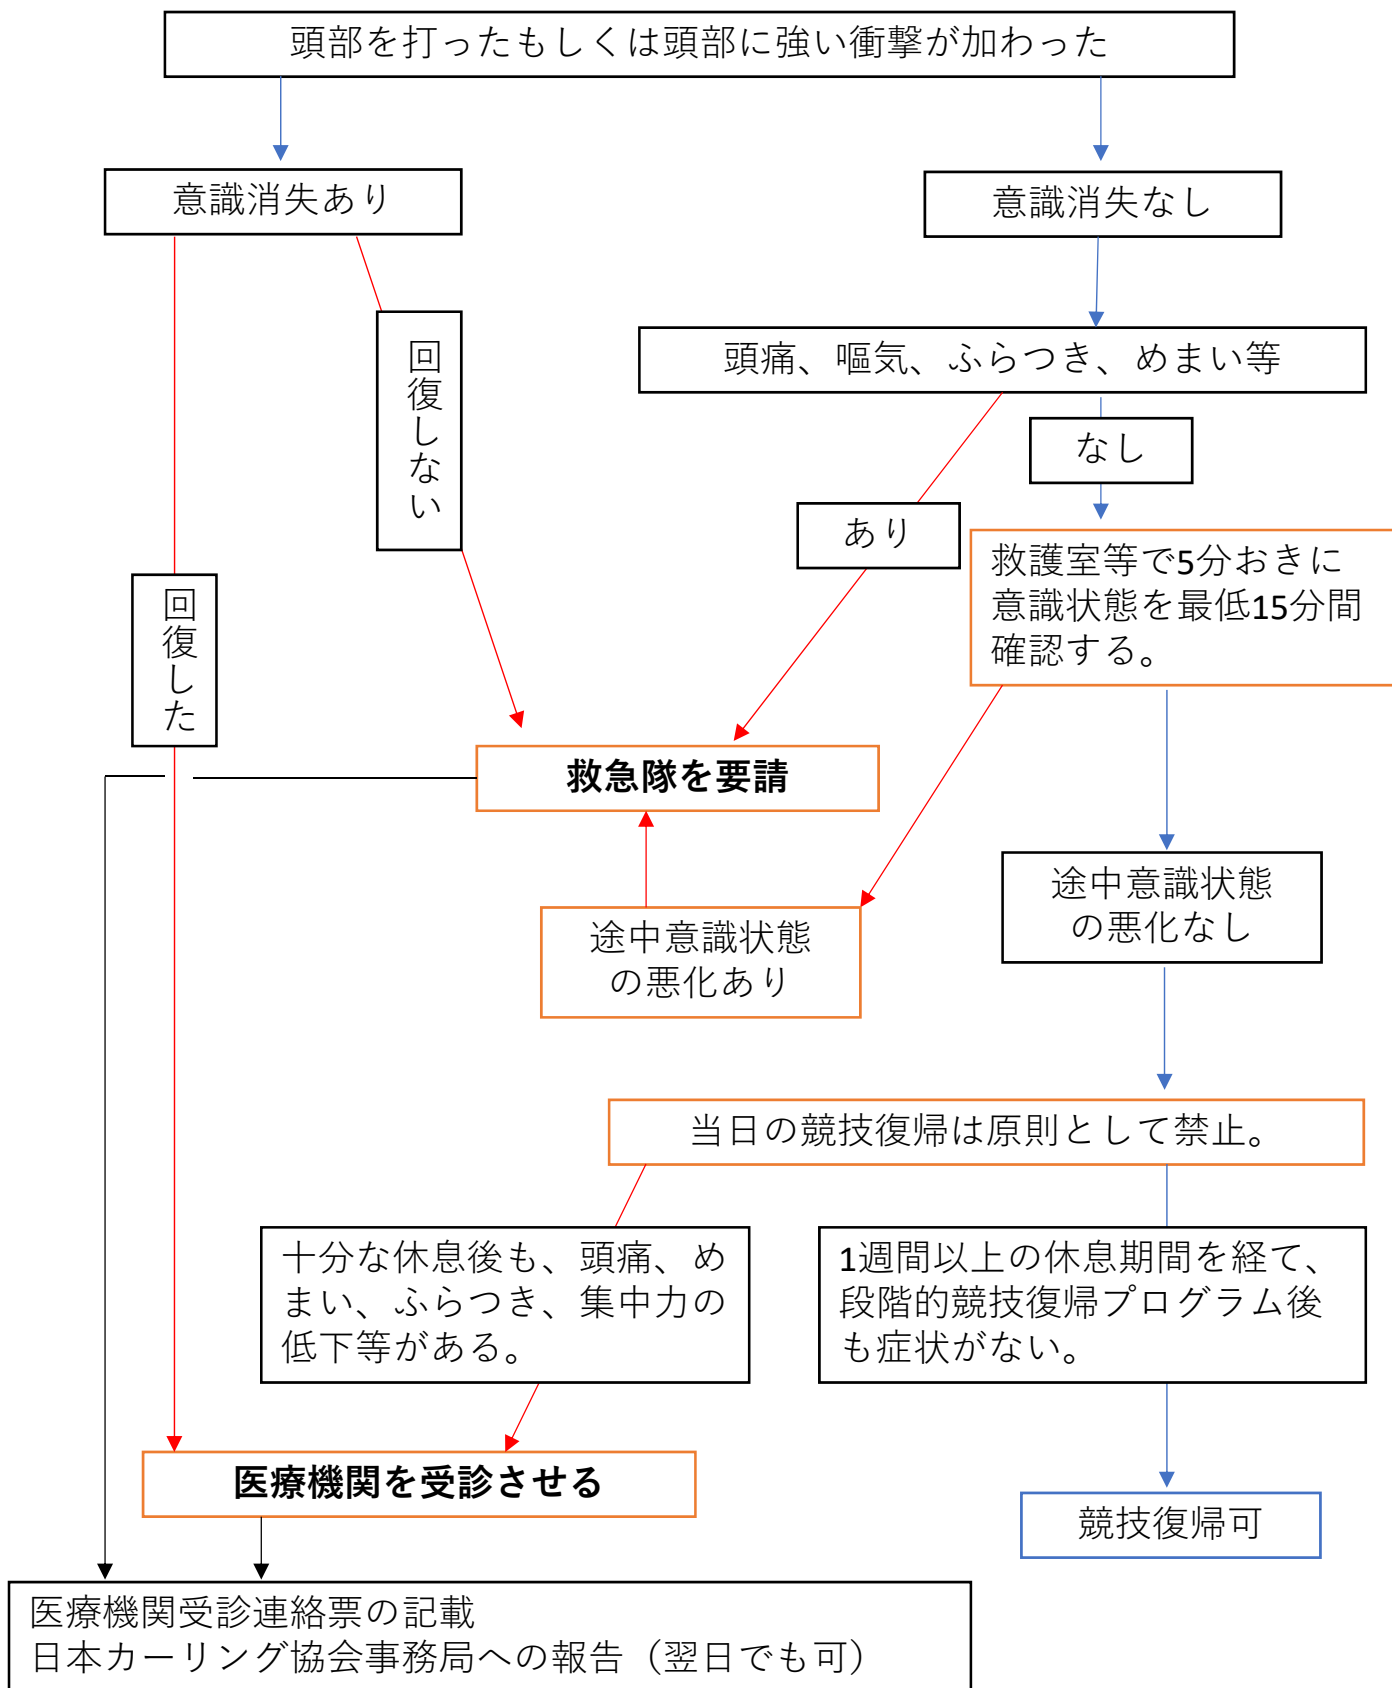 頭部を打ったもしくは頭部に強い衝撃が加わった
意識消失あり
意識消失なし
頭痛、嘔気、ふらつき、めまい等
回復しない
なし
あり
救護室等で5分おきに
意識状態を最低15分間
確認する。
回復した
救急隊を要請
途中意識状態
の悪化なし
途中意識状態
の悪化あり
当日の競技復帰は原則として禁止。
十分な休息後も、頭痛、め
まい、ふらつき、集中力の
低下等がある。
1週間以上の休息期間を経て、
段階的競技復帰プログラム後
も症状がない。
医療機関を受診させる
競技復帰可
医療機関受診連絡票の記載
日本カーリング協会事務局への報告（翌日でも可）